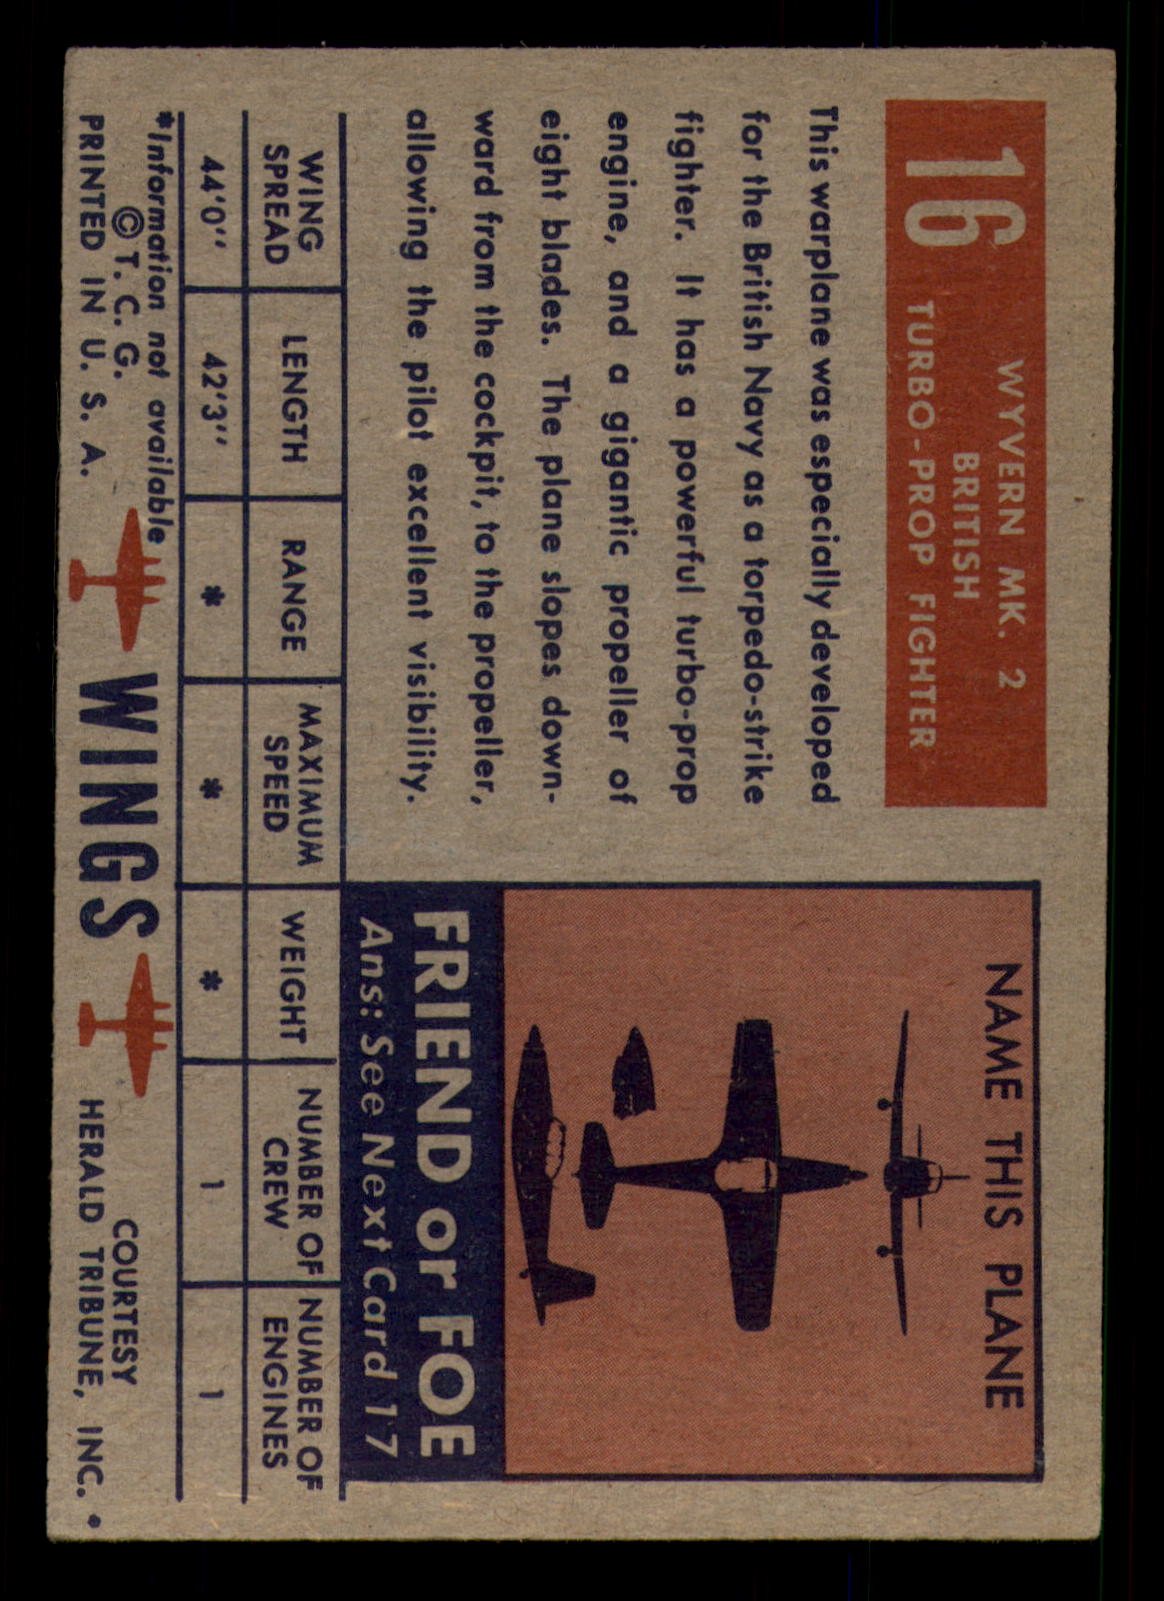 16
WYVERN MK. 2
BRITISH
TURBO-PROP FIGHTER
This warplane was especially developed
for the British Navy as a torpedo-strike
fighter. It has a powerful turbo-prop
engine, and a gigantic propeller of
eight blades. The plane slopes down-
ward from the cockpit, to the propeller,
allowing the pilot excellent visibility.
NAME THIS PLANE
FRIEND or FOE
Ans: See Next Card 17
WING SPREAD LENGTH RANGE MAXIMUM SPEED WEIGHT NUMBER OF CREW NUMBER OF ENGINES
44'0" 42'3" * * * 1 1
*Information not available
© T. C. G.
PRINTED IN U. S. A.
WINGS
COURTESY
HERALD TRIBUNE, INC. •